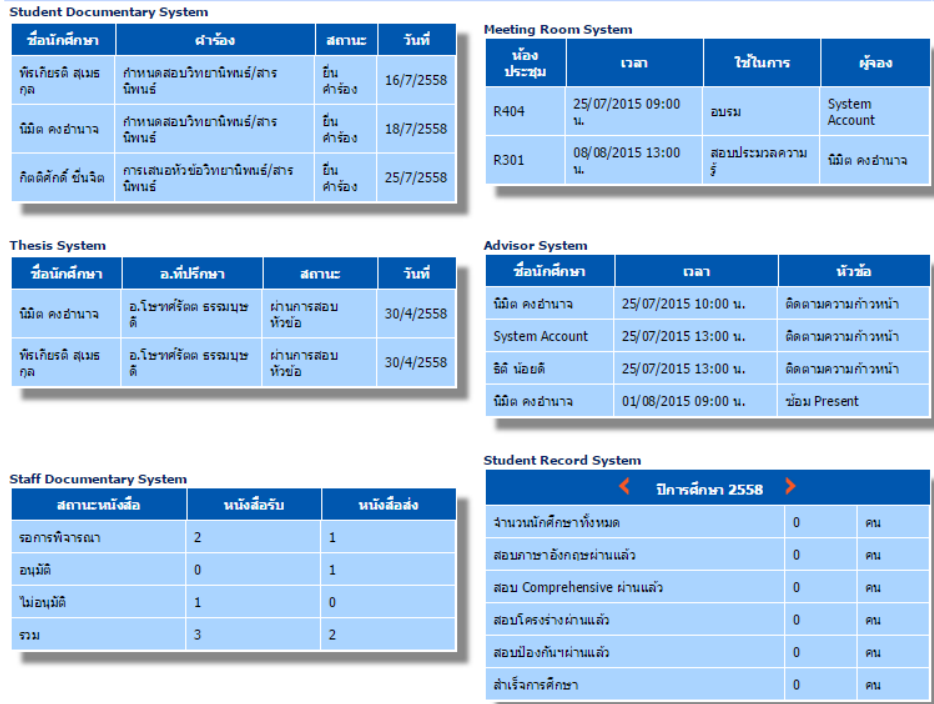 Student Documentary System
ชื่อนักศึกษา คำร้อง สถานะ วันที่
พีรเกียรติ สุเมธ กำหนดสอบวิทยานิพนธ์/สาร ยื่น 16/7/2558
กุล นิพนธ์ คำร้อง
นิมิต คงอำนาจ กำหนดสอบวิทยานิพนธ์/สาร ยื่น 18/7/2558
นิพนธ์ คำร้อง
กิตติศักดิ์ ชื่นจิต การเสนอหัวข้อวิทยานิพนธ์/สาร ยื่น 25/7/2558
นิพนธ์ คำร้อง
Meeting Room System
ห้อง เวลา ใช้ในการ ผู้จอง
ประชุม
R404 25/07/2015 09:00 อบรม System
น. Account
R301 08/08/2015 13:00 สอบประมวลความ นิมิต คงอำนาจ
น. รู้
Thesis System
ชื่อนักศึกษา อ.ที่ปรึกษา สถานะ วันที่
นิมิต คงอำนาจ อ.โษฑศ์รัตต ธรรมบุษ ผ่านการสอบ 30/4/2558
ดี หัวข้อ
พีรเกียรติ สุเมธ อ.โษฑศ์รัตต ธรรมบุษ ผ่านการสอบ 30/4/2558
กุล ดี หัวข้อ
Advisor System
ชื่อนักศึกษา เวลา หัวข้อ
นิมิต คงอำนาจ 25/07/2015 10:00 น. ติดตามความก้าวหน้า
System Account 25/07/2015 13:00 น. ติดตามความก้าวหน้า
ธิติ น้อยดี 25/07/2015 13:00 น. ติดตามความก้าวหน้า
นิมิต คงอำนาจ 01/08/2015 09:00 น. ซ้อม Present
Staff Documentary System
สถานะหนังสือ หนังสือรับ หนังสือส่ง
รอการพิจารณา 2 1
อนุมัติ 0 1
ไม่อนุมัติ 1 0
รวม 3 2
Student Record System
ปีการศึกษา 2558
จำนวนนักศึกษาทั้งหมด 0 คน
สอบภาษาอังกฤษผ่านแล้ว 0 คน
สอบ Comprehensive ผ่านแล้ว 0 คน
สอบโครงร่างผ่านแล้ว 0 คน
สอบป้องกันฯผ่านแล้ว 0 คน
สำเร็จการศึกษา 0 คน